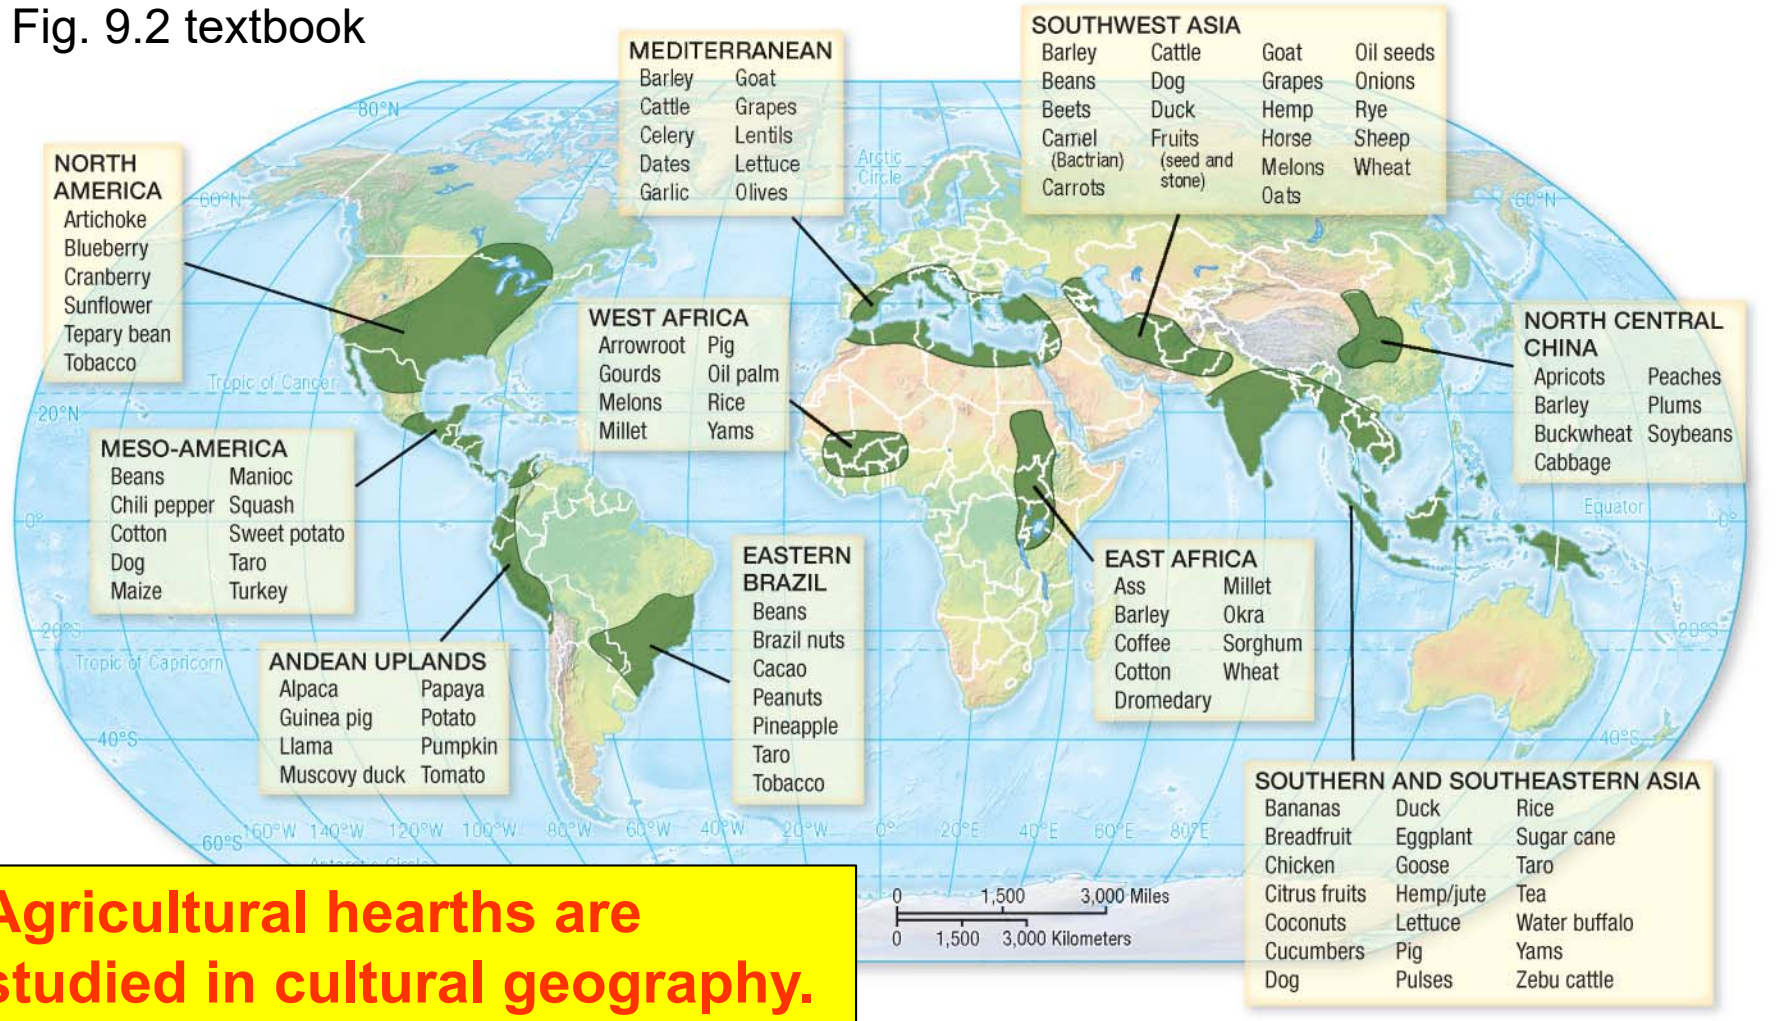 Fig. 9.2 textbook
NORTH
AMERICA
Artichoke
Blueberry
Cranberry
Sunflower
Tepary bean
Tobacco
MEDITERRANEAN
Barley Goat
Cattle Grapes
Celery Lentils
Dates Lettuce
Garlic Olives
SOUTHWEST ASIA
Barley Cattle Goat Oil seeds
Beans Dog Grapes Onions
Beets Duck Hemp Rye
Camel Fruits Horse Sheep
(Bactrian) (seed and Melons Wheat
Carrots stone) Oats
WEST AFRICA
Arrowroot Pig
Gourds Oil palm
Melons Rice
Millet Yams
NORTH CENTRAL
CHINA
Apricots Peaches
Barley Plums
Buckwheat Soybeans
Cabbage
MESO-AMERICA
Beans Manioc
Chili pepper Squash
Cotton Sweet potato
Dog Taro
Maize Turkey
ANDEAN UPLANDS
Alpaca Papaya
Guinea pig Potato
Llama Pumpkin
Muscovy duck Tomato
EASTERN
BRAZIL
Beans
Brazil nuts
Cacao
Peanuts
Pineapple
Taro
Tobacco
EAST AFRICA
Ass Millet
Barley Okra
Coffee Sorghum
Cotton Wheat
Dromedary
SOUTHERN AND SOUTHEASTERN ASIA
Bananas Duck Rice
Breadfruit Eggplant Sugar cane
Chicken Goose Taro
Citrus fruits Hemp/jute Tea
Coconuts Lettuce Water buffalo
Cucumbers Pig Yams
Dog Pulses Zebu cattle
80°N
Arctic
Circle
60°N
60°N
Tropic of Cancer
20°N
0°
Equator
0°
20°S
20°S
Tropic of Capricorn
40°S
40°S
60°S
160°W 140°W 120°W 100°W 80°W 60°W 40°W 20°W 0° 20°E 40°E 60°E 80°E
Antarctic Circle
0 1,500 3,000 Miles
0 1,500 3,000 Kilometers
Agricultural hearths are
studied in cultural geography.